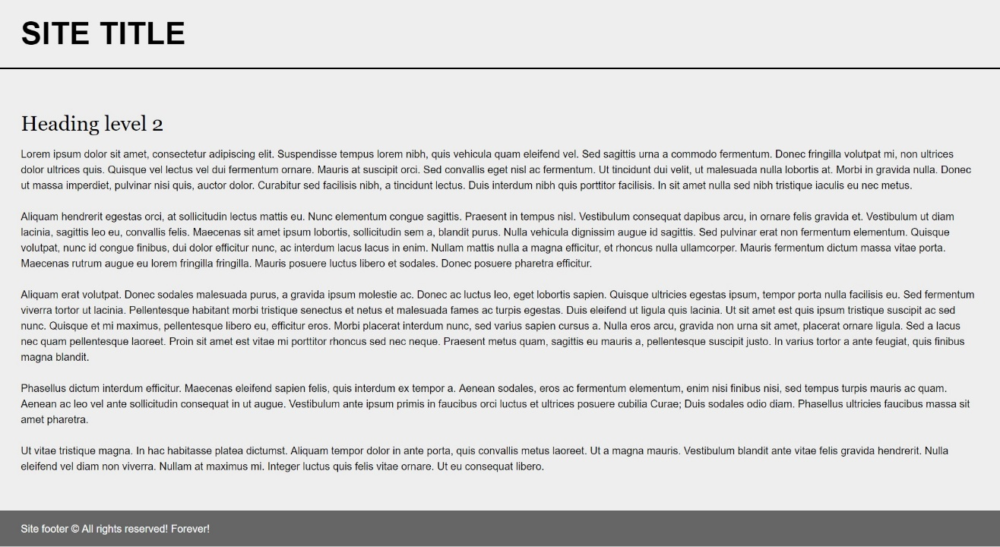 SITE TITLE
Heading level 2
Lorem ipsum dolor sit amet, consectetur adipiscing elit. Suspendisse tempus lorem nibh, quis vehicula quam eleifend vel. Sed sagittis urna a commodo fermentum. Donec fringilla volutpat mi, non ultrices
dolor ultrices quis. Quisque vel lectus vel dui fermentum ornare. Mauris at suscipit orci. Sed convallis eget nisl ac fermentum. Ut tincidunt dui velit, ut malesuada nulla lobortis at. Morbi in gravida nulla. Donec
ut massa imperdiet, pulvinar nisi quis, auctor dolor. Curabitur sed facilisis nibh, a tincidunt lectus. Duis interdum nibh quis porttitor facilisis. In sit amet nulla sed nibh tristique iaculis eu nec metus.
Aliquam hendrerit egestas orci, at sollicitudin lectus mattis eu. Nunc elementum congue sagittis. Praesent in tempus nisl. Vestibulum consequat dapibus arcu, in ornare felis gravida et. Vestibulum ut diam
lacinia, sagittis leo eu, convallis felis. Maecenas sit amet ipsum lobortis, sollicitudin sem a, blandit purus. Nulla vehicula dignissim augue id sagittis. Sed pulvinar erat non fermentum elementum. Quisque
volutpat, nunc id congue finibus, dui dolor efficitur nunc, ac interdum lacus lacus in enim. Nullam mattis nulla a magna efficitur, et rhoncus nulla ullamcorper. Mauris fermentum dictum massa vitae porta.
Maecenas rutrum augue eu lorem fringilla fringilla. Mauris posuere luctus libero et sodales. Donec posuere pharetra efficitur.
Aliquam erat volutpat. Donec sodales malesuada purus, a gravida ipsum molestie ac. Donec ac luctus leo, eget lobortis sapien. Quisque ultricies egestas ipsum, tempor porta nulla facilisis eu. Sed fermentum
viverra tortor ut lacinia. Pellentesque habitant morbi tristique senectus et netus et malesuada fames ac turpis egestas. Duis eleifend ut ligula quis lacinia. Ut sit amet est quis ipsum tristique suscipit ac sed
nunc. Quisque et mi maximus, pellentesque libero eu, efficitur eros. Morbi placerat interdum nunc, sed varius sapien cursus a. Nulla eros arcu, gravida non urna sit amet, placerat ornare ligula. Sed a lacus
nec quam pellentesque laoreet. Proin sit amet est vitae mi porttitor rhoncus sed nec neque. Praesent metus quam, sagittis eu mauris a, pellentesque suscipit justo. In varius tortor a ante feugiat, quis finibus
magna blandit.
Phasellus dictum interdum efficitur. Maecenas eleifend sapien felis, quis interdum ex tempor a. Aenean sodales, eros ac fermentum elementum, enim nisi finibus nisi, sed tempus turpis mauris ac quam.
Aenean ac leo vel ante sollicitudin consequat in ut augue. Vestibulum ante ipsum primis in faucibus orci luctus et ultrices posuere cubilia Curae; Duis sodales odio diam. Phasellus ultricies faucibus massa sit
amet pharetra.
Ut vitae tristique magna. In hac habitasse platea dictumst. Aliquam tempor dolor in ante porta, quis convallis metus laoreet. Ut a magna mauris. Vestibulum blandit ante vitae felis gravida hendrerit. Nulla
eleifend vel diam non viverra. Nullam at maximus mi. Integer luctus quis felis vitae ornare. Ut eu consequat libero.
Site footer © All rights reserved! Forever!